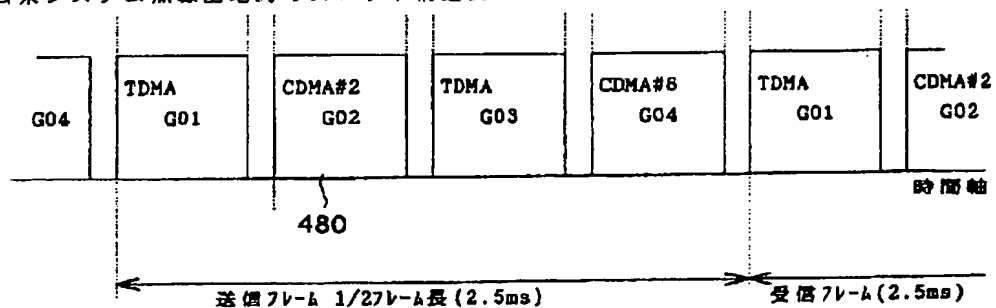 TDMA
CDMA#2
TDMA
CDMA#6
TDMA
CDMA#2
G04
G01
G02
G03
G04
G01
G02
時間軸
480
送信フレーム 1/2フレーム長(2.5ms)
受信フレーム(2.5ms)